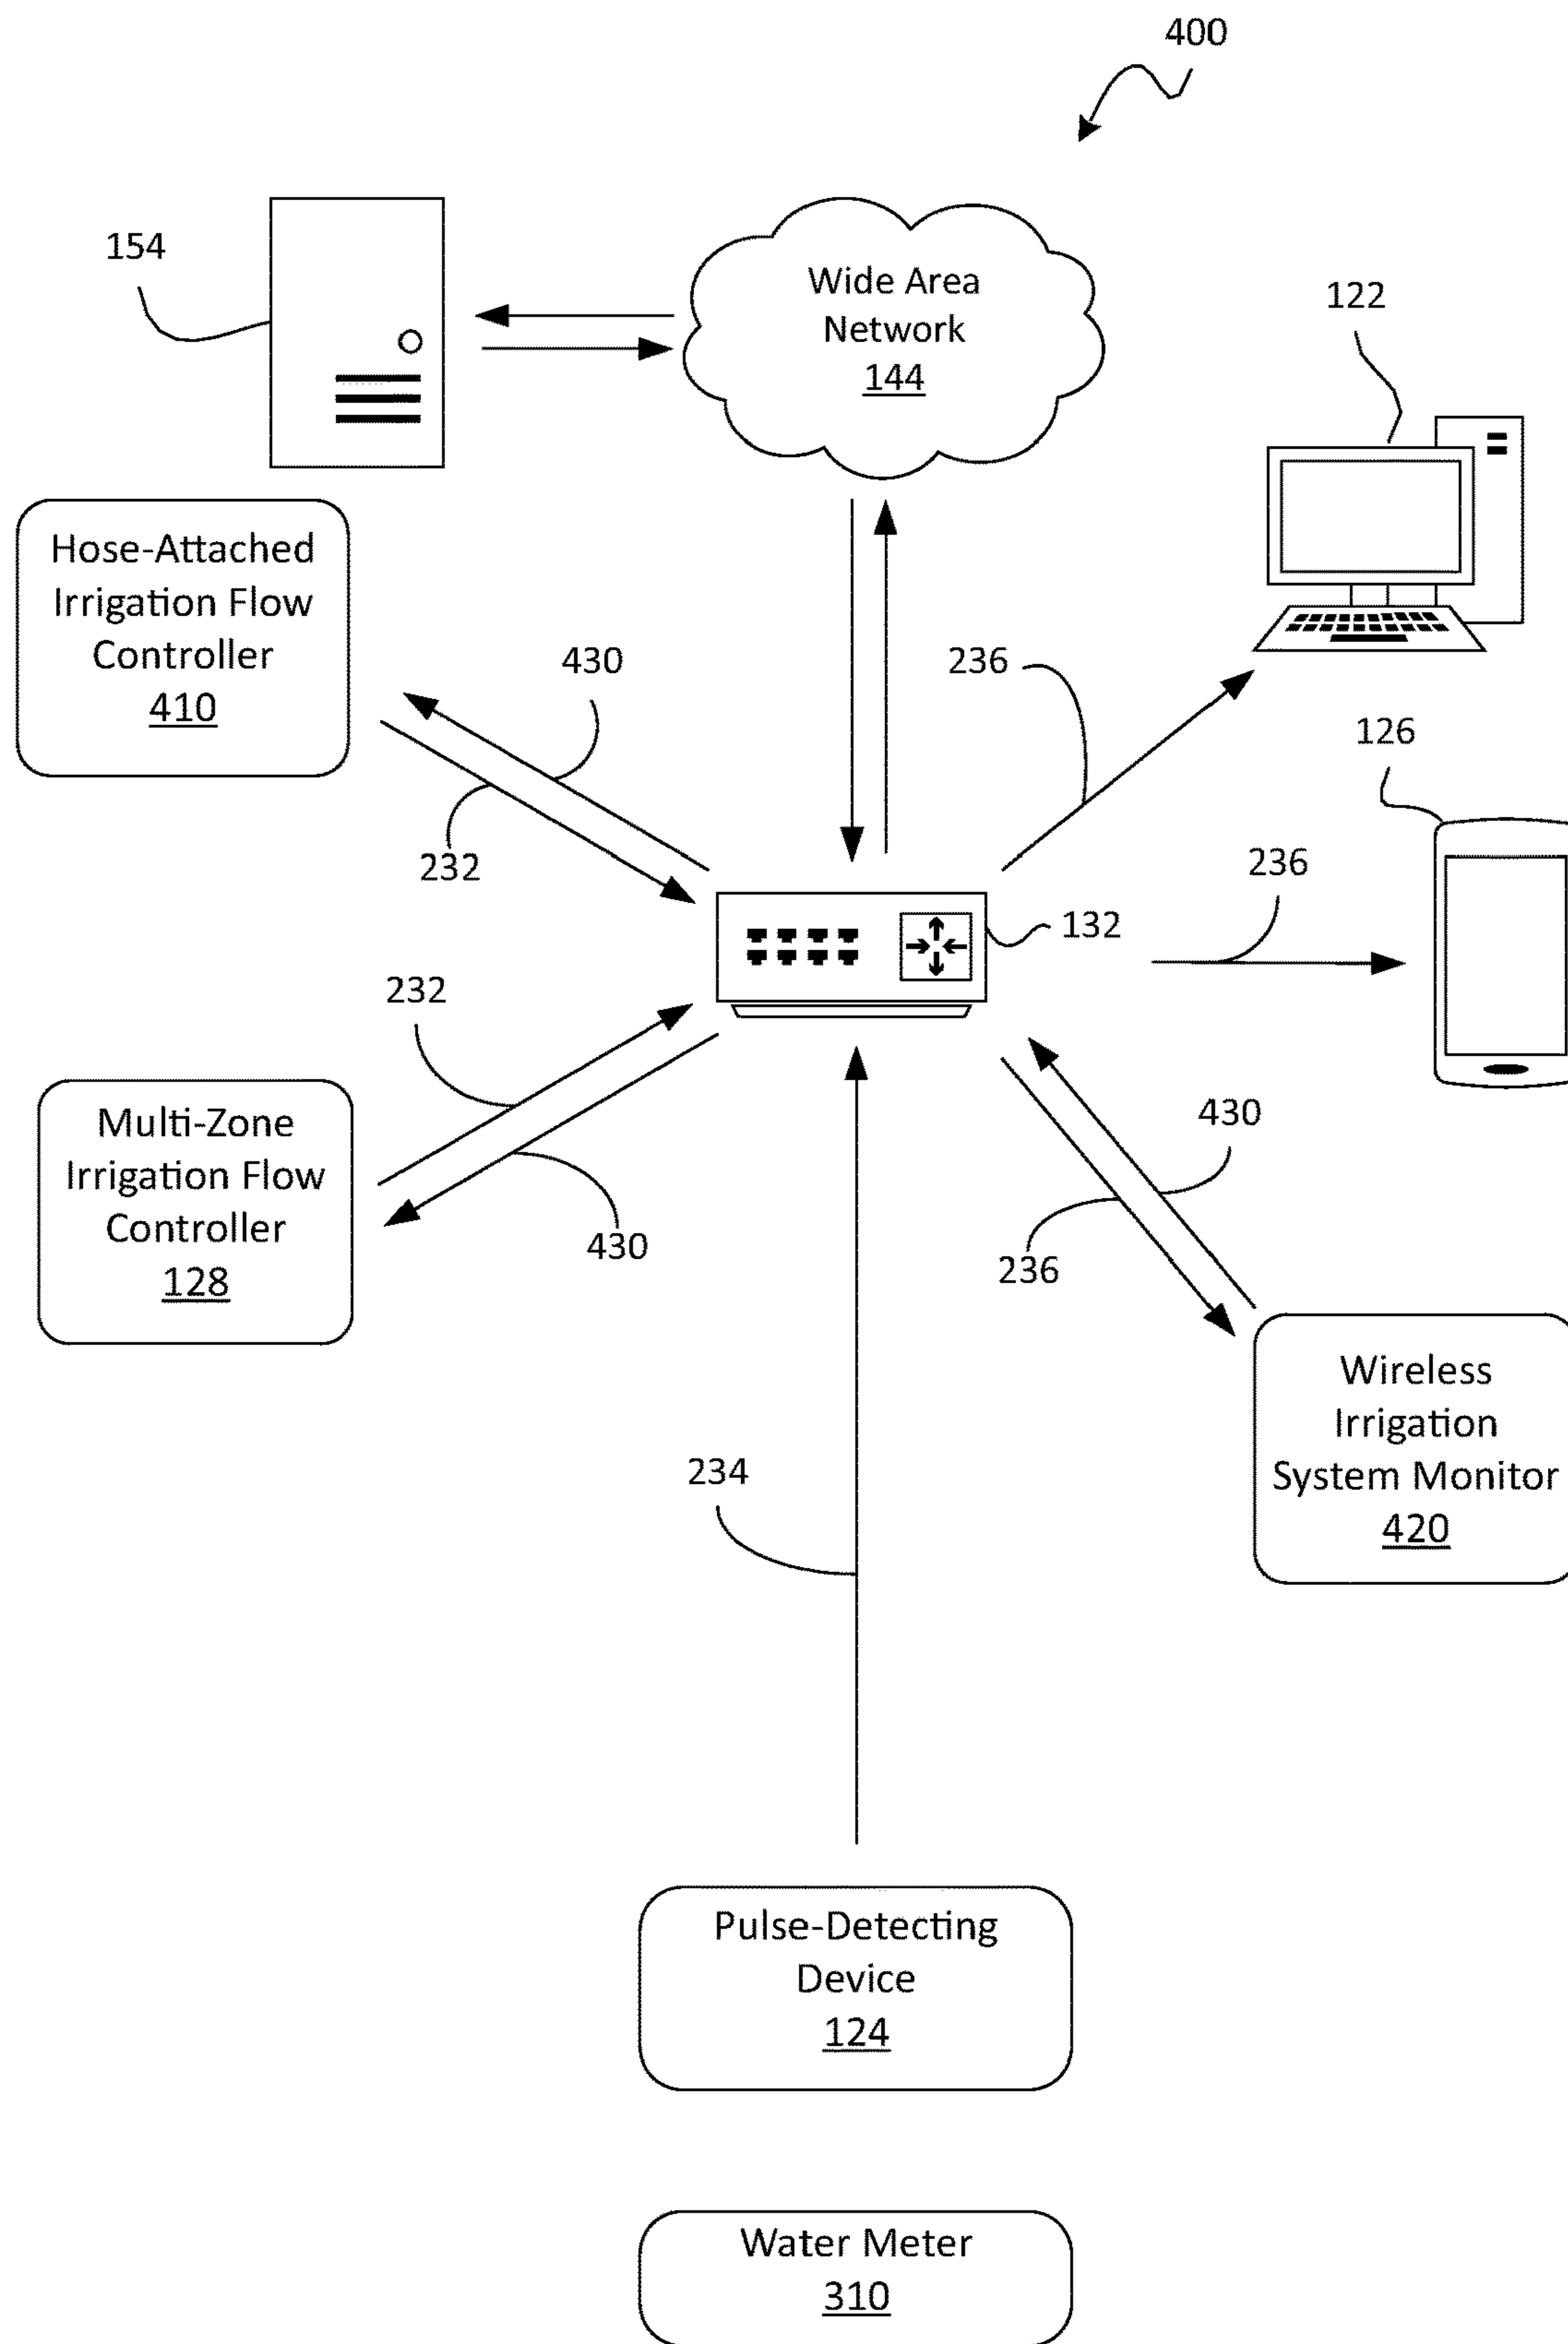 400
154
Wide Area
Network
144
122
Hose-Attached
Irrigation Flow
Controller
410
430
236
126
232
236
132
232
Multi-Zone
Irrigation Flow
Controller
128
430
430
236
Wireless
Irrigation
System Monitor
420
234
Pulse-Detecting
Device
124
Water Meter
310